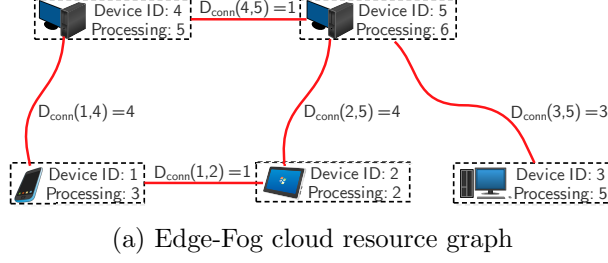 Device ID: 4
Processing: 5
D_conn(4,5)=1
Device ID: 5
Processing: 6
D_conn(1,4)=4
D_conn(2,5)=4
D_conn(3,5)=3
Device ID: 1
Processing: 3
D_conn(1,2)=1
Device ID: 2
Processing: 2
Device ID: 3
Processing: 5
(a) Edge-Fog cloud resource graph